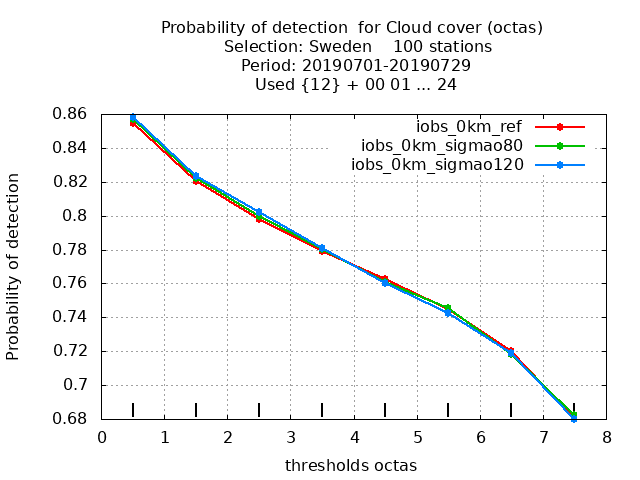 Probability of detection  for Cloud cover (octas)
Selection: Sweden    100 stations
Period: 20190701-20190729
Used {12} + 00 01 ... 24
iobs_0km_ref
iobs_0km_sigmao80
iobs_0km_sigmao120
Probability of detection
0.86
0.84
0.82
0.8
0.78
0.76
0.74
0.72
0.7
0.68
0 1 2 3 4 5 6 7 8
thresholds octas